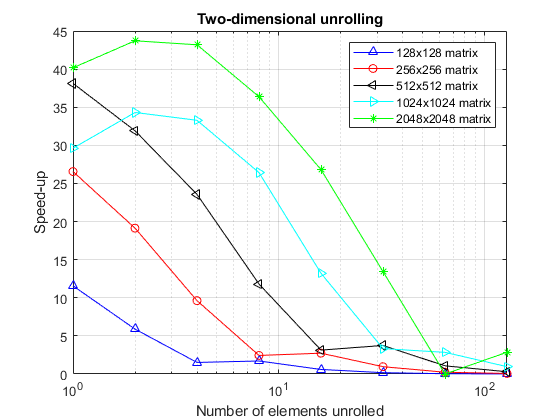 Two-dimensional unrolling
45
40
35
30
25
20
15
10
5
0
Speed-up
10^0
10^1
10^2
Number of elements unrolled
128x128 matrix
256x256 matrix
512x512 matrix
1024x1024 matrix
2048x2048 matrix